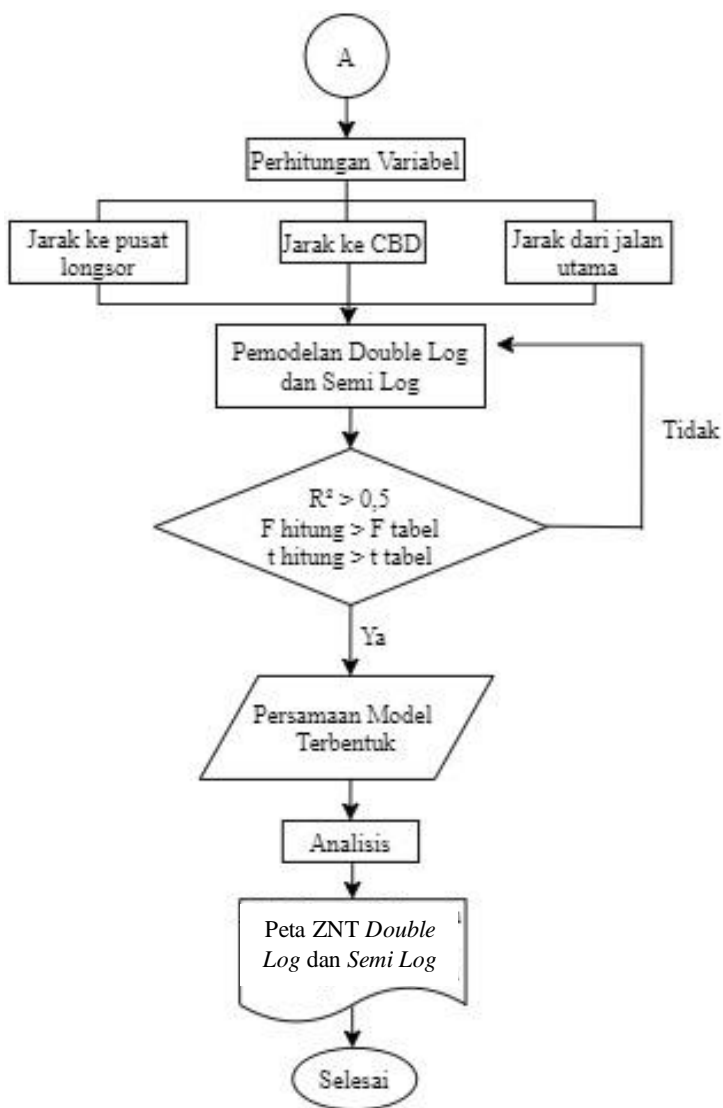 A
Perhitungan Variabel
Jarak ke pusat
longsor
Jarak ke CBD
Jarak dari jalan
utama
Pemodelan Double Log
dan Semi Log
Tidak
R² > 0,5
F hitung > F tabel
t hitung > t tabel
Ya
Persamaan Model
Terbentuk
Analisis
Peta ZNT Double
Log dan Semi Log
Selesai